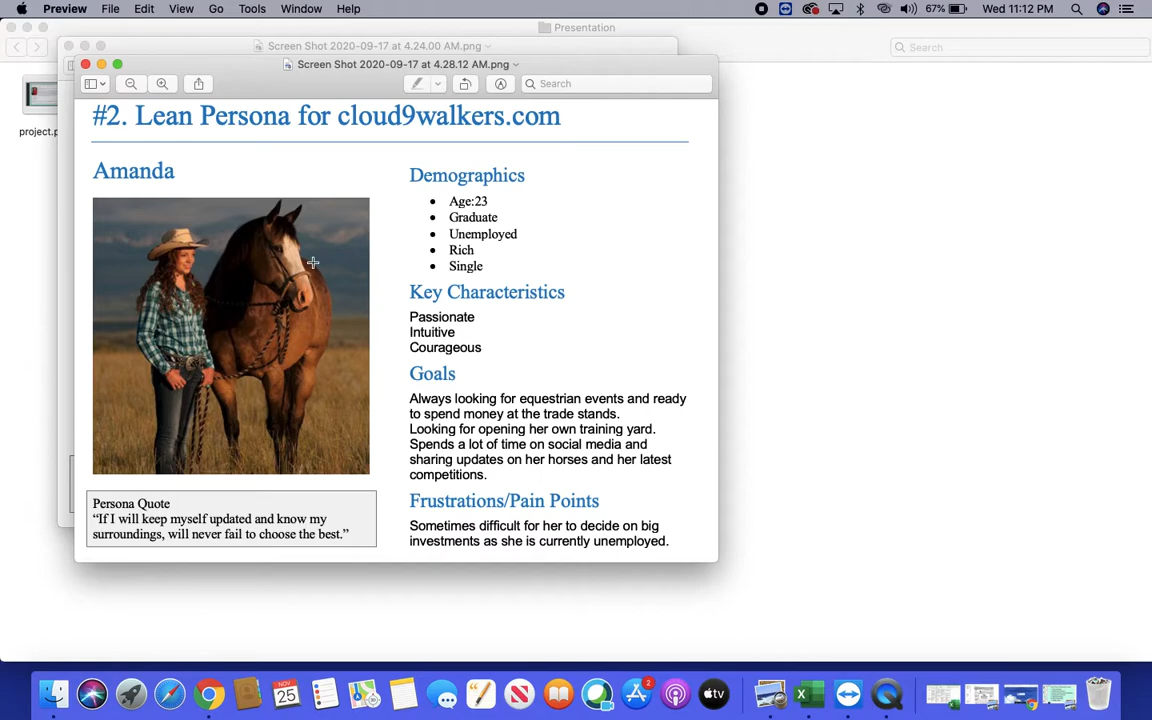 Preview File Edit View Go Tools Window Help 67% Wed 11:12 PM
Presentation
Screen Shot 2020-09-17 at 4.24.00 AM.png
Search
Screen Shot 2020-09-17 at 4.28.12 AM.png
Search
project.p
#2. Lean Persona for cloud9walkers.com
Amanda
Persona Quote
“If I will keep myself updated and know my
surroundings, will never fail to choose the best.”
Demographics
• Age:23
• Graduate
• Unemployed
• Rich
• Single
Key Characteristics
Passionate
Intuitive
Courageous
Goals
Always looking for equestrian events and ready
to spend money at the trade stands.
Looking for opening her own training yard.
Spends a lot of time on social media and
sharing updates on her horses and her latest
competitions.
Frustrations/Pain Points
Sometimes difficult for her to decide on big
investments as she is currently unemployed.
NOV
25
2
tv